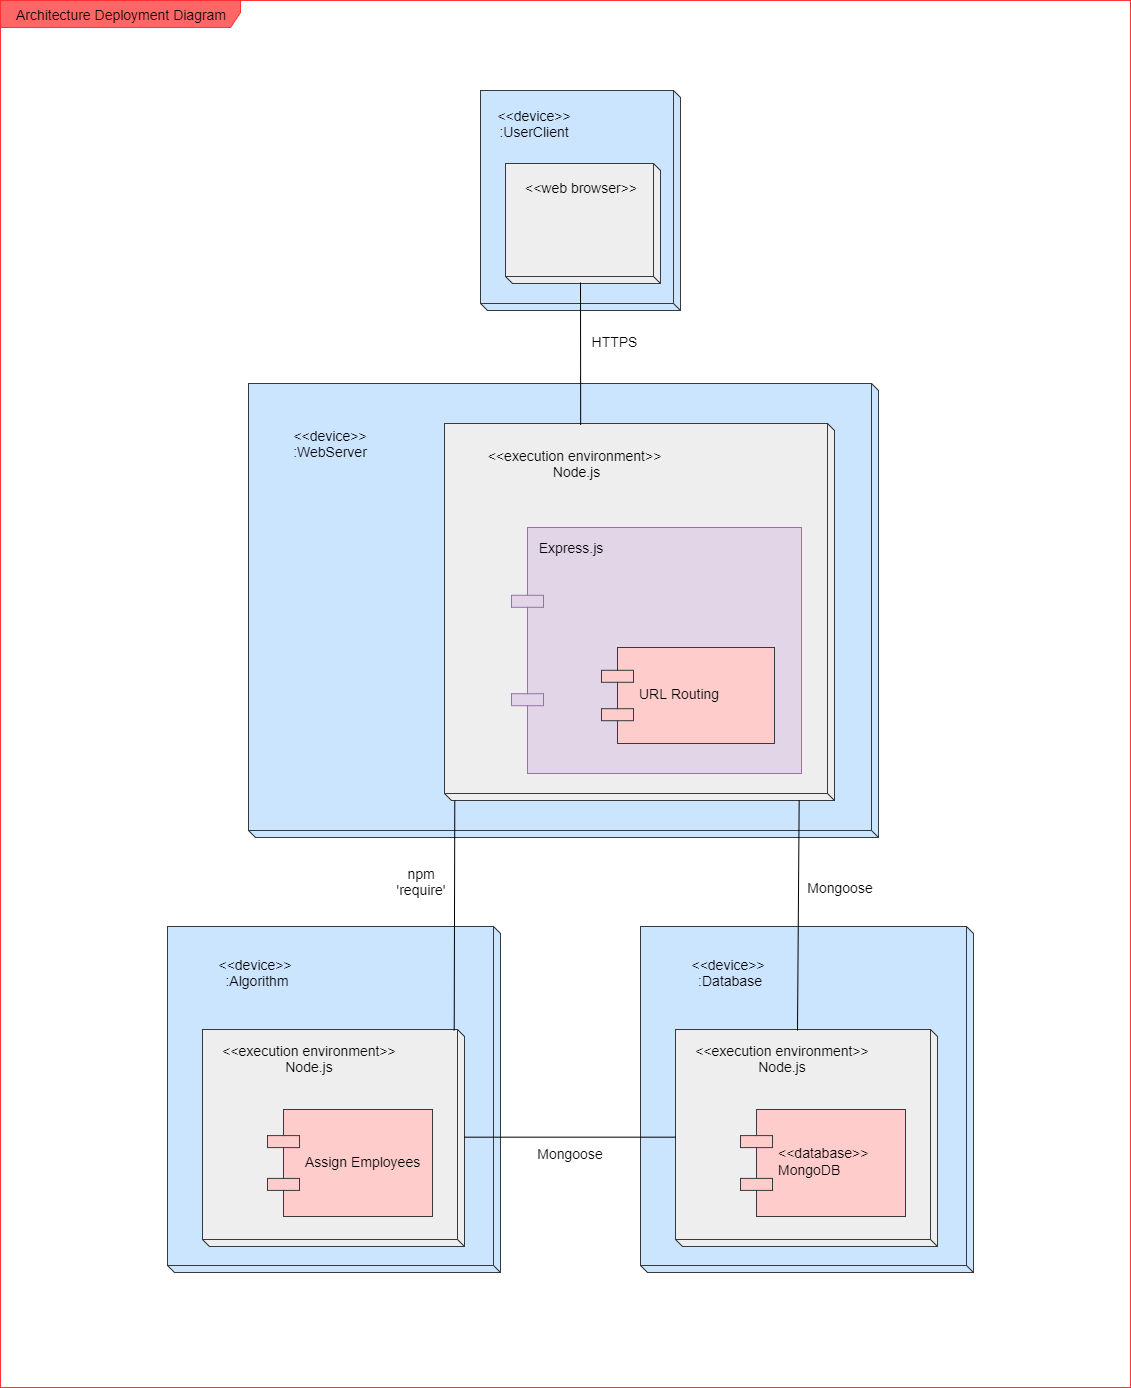 Architecture Deployment Diagram
<<device>>
:UserClient
<<web browser>>
HTTPS
<<device>>
:WebServer
<<execution environment>>
Node.js
Express.js
URL Routing
npm
'require'
Mongoose
<<device>>
:Algorithm
<<execution environment>>
Node.js
Assign Employees
Mongoose
<<device>>
:Database
<<execution environment>>
Node.js
<<database>>
MongoDB